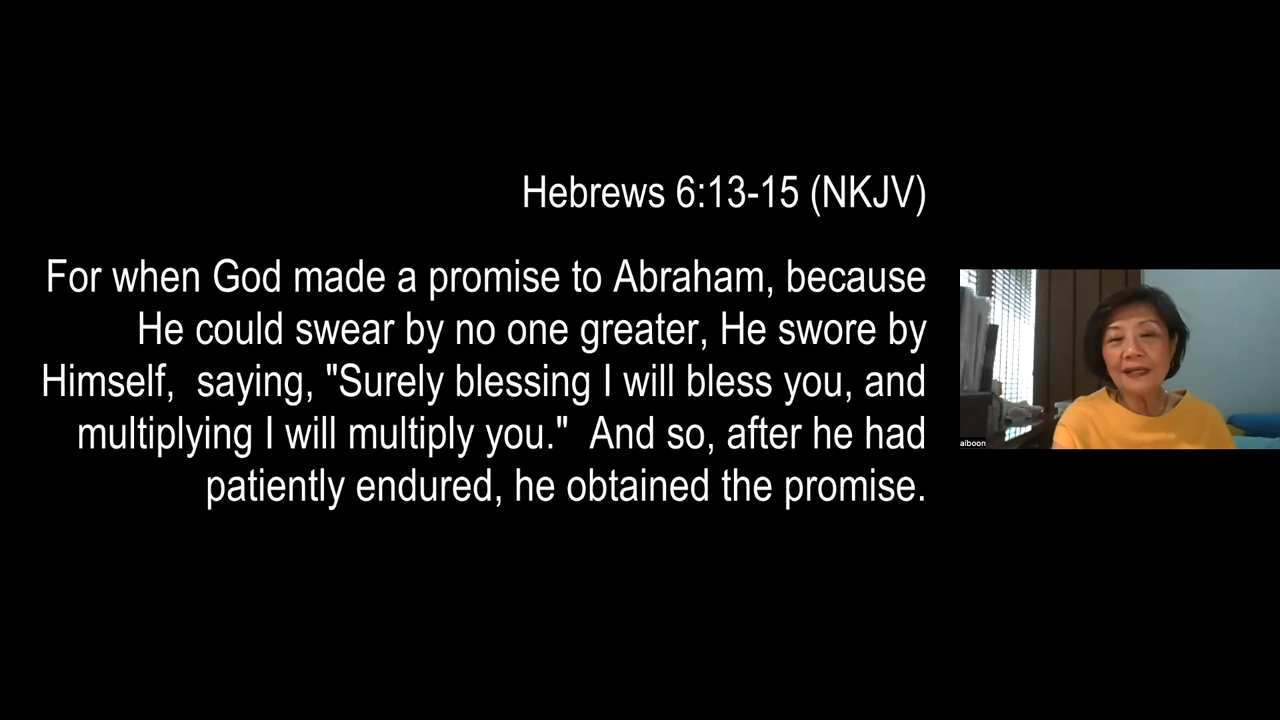 Hebrews 6:13-15 (NKJV)
For when God made a promise to Abraham, because
He could swear by no one greater, He swore by
Himself,  saying, "Surely blessing I will bless you, and
multiplying I will multiply you."  And so, after he had
patiently endured, he obtained the promise.
aiboon